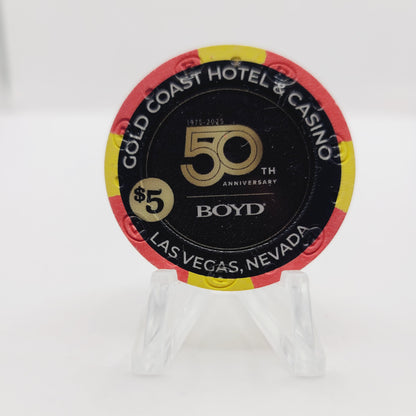 GOLD COAST HOTEL & CASINO
1975-2025
50TH
ANNIVERSARY
BOYD
$5
LAS VEGAS, NEVADA